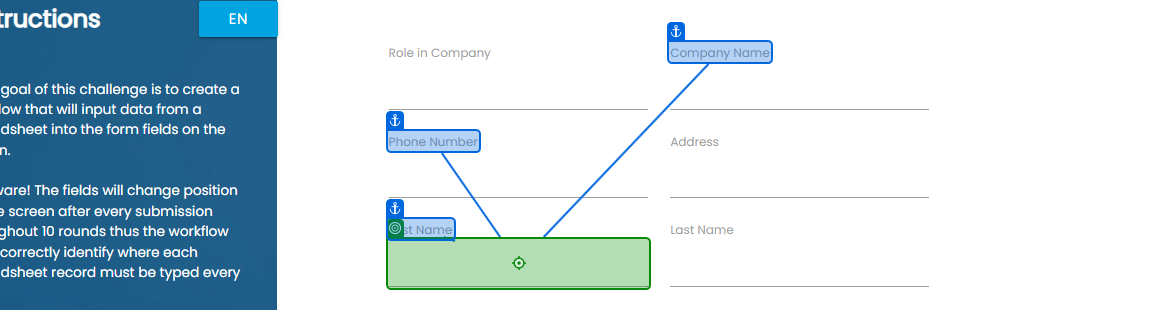 tructions
EN
goal of this challenge is to create a
low that will input data from a
dsheet into the form fields on the
n.
ware! The fields will change position
e screen after every submission
ghout 10 rounds thus the workflow
correctly identify where each
dsheet record must be typed every
Role in Company
Company Name
Phone Number
Address
st Name
Last Name